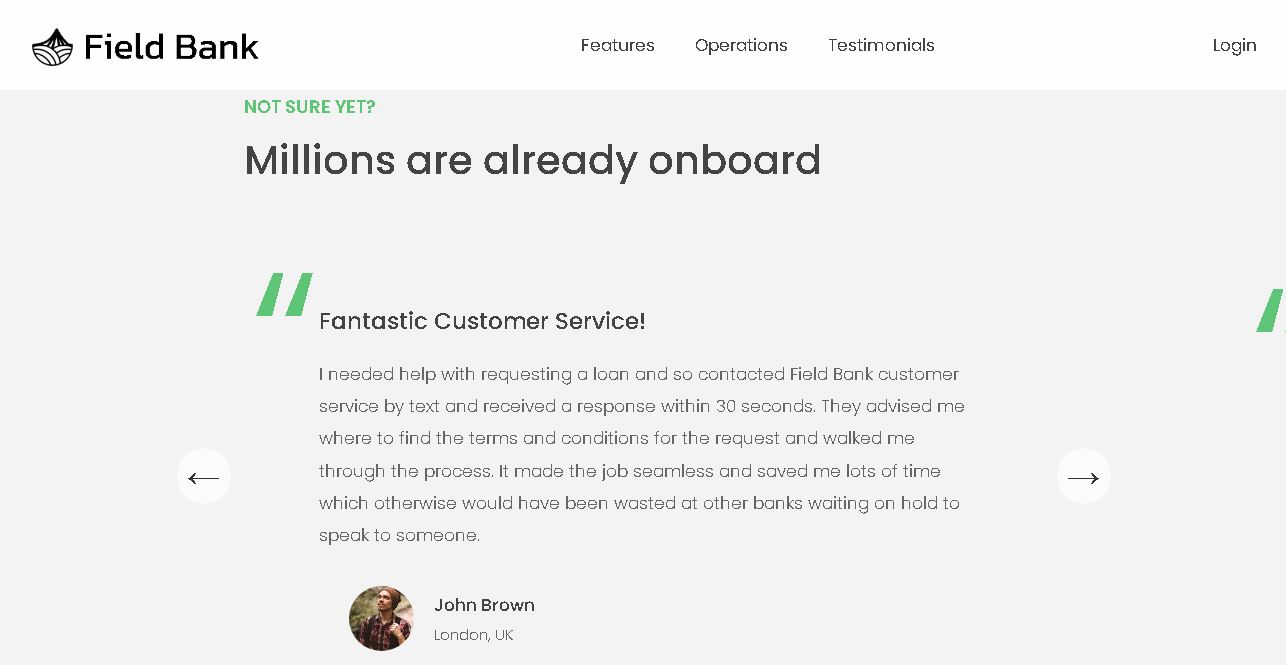 Field Bank
Features
Operations
Testimonials
Login
NOT SURE YET?
Millions are already onboard
Fantastic Customer Service!
I needed help with requesting a loan and so contacted Field Bank customer
service by text and received a response within 30 seconds. They advised me
where to find the terms and conditions for the request and walked me
through the process. It made the job seamless and saved me lots of time
which otherwise would have been wasted at other banks waiting on hold to
speak to someone.
John Brown
London, UK